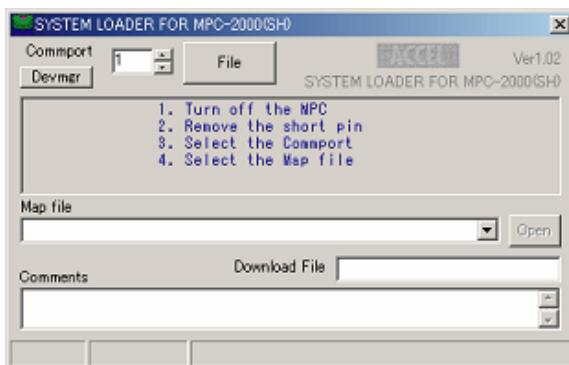 SYSTEM LOADER FOR MPC-2000(SH)
Commport
1
File
ACCEL
Ver1.02
Devmgr
SYSTEM LOADER FOR MPC-2000(SH)
1. Turn off the MPC
2. Remove the short pin
3. Select the Commport
4. Select the Map file
Map file
Open
Download File
Comments